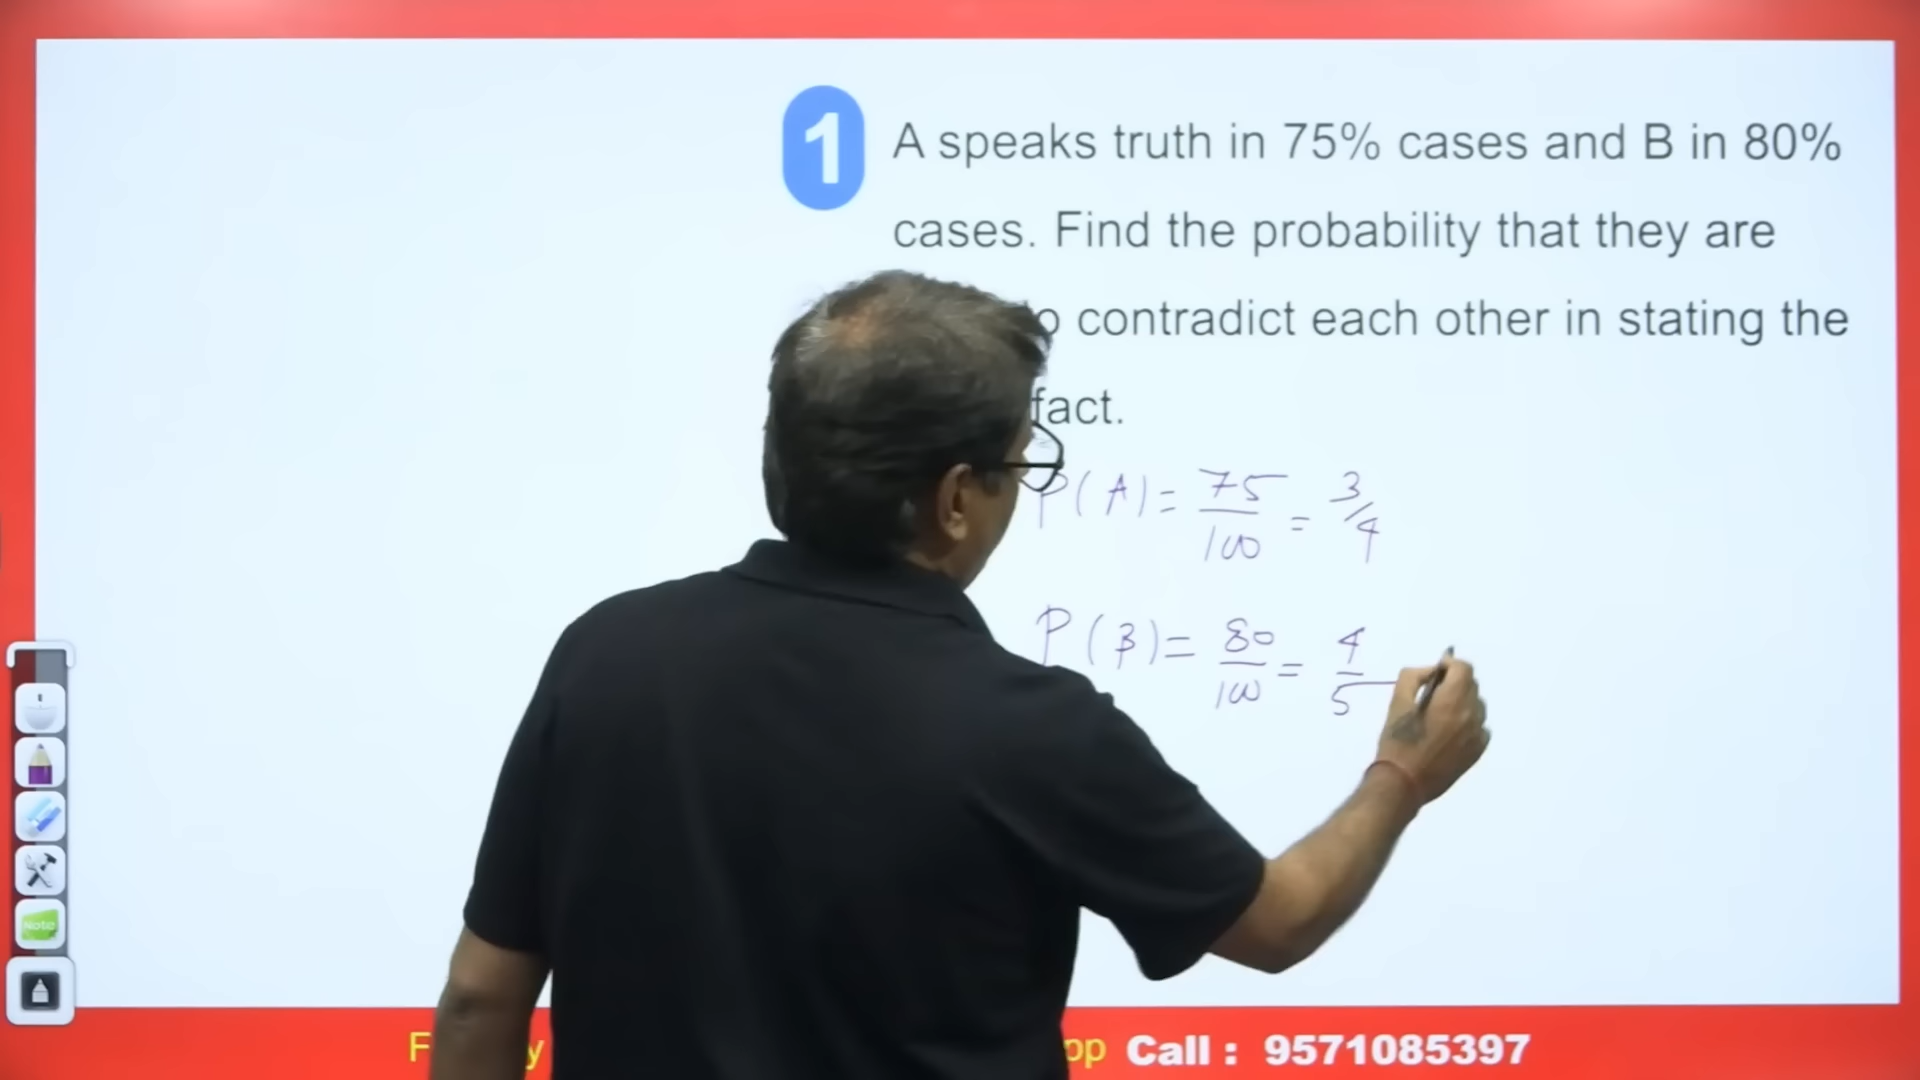 1
A speaks truth in 75% cases and B in 80%
cases. Find the probability that they are
contradict each other in stating the
fact.
P(A) = 75/100 = 3/4
P(B) = 80/100 = 4/5
Note
Call : 9571085397